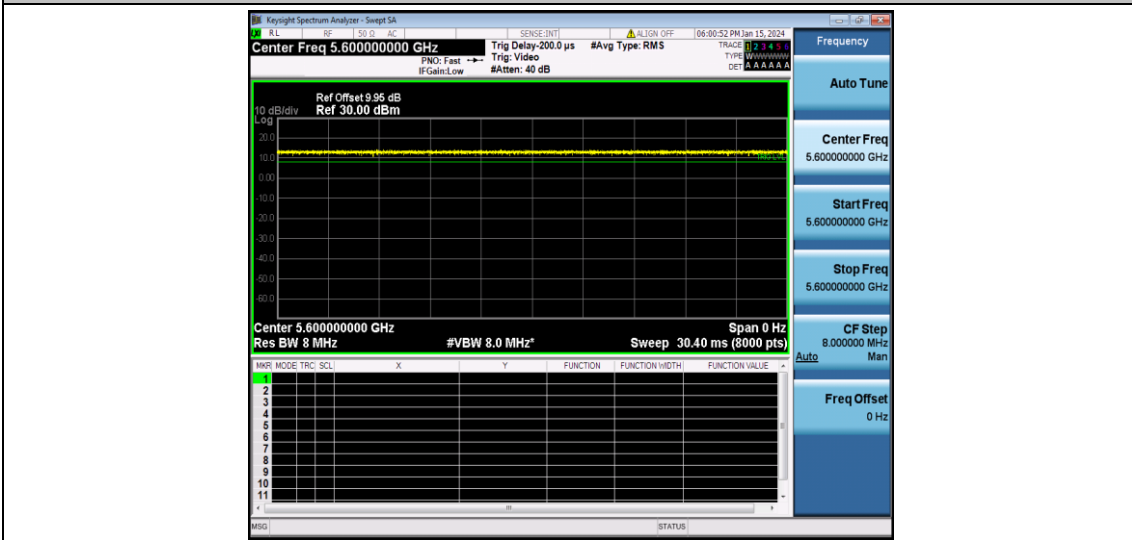 Keysight Spectrum Analyzer - Swept SA
RL RF 50 Ω AC SENSE:INT ALIGN OFF 06:00:52 PM Jan 15, 2024
Center Freq 5.600000000 GHz Trig Delay-200.0 µs #Avg Type: RMS TRACE 1 2 3 4 5 6
PNO: Fast Trig: Video TYPE WWWWWW
IFGain:Low #Atten: 40 dB DET A A A A A A
Ref Offset 9.95 dB
10 dB/div Ref 30.00 dBm
Log
20.0
10.0
TRIG LVL
0.00
-10.0
-20.0
-30.0
-40.0
-50.0
-60.0
Center 5.600000000 GHz Span 0 Hz
Res BW 8 MHz #VBW 8.0 MHz* Sweep 30.40 ms (8000 pts)
MKR MODE TRC SCL X Y FUNCTION FUNCTION WIDTH FUNCTION VALUE
1
2
3
4
5
6
7
8
9
10
11
MSG STATUS
Frequency
Auto Tune
Center Freq
5.600000000 GHz
Start Freq
5.600000000 GHz
Stop Freq
5.600000000 GHz
CF Step
8.000000 MHz
Auto Man
Freq Offset
0 Hz